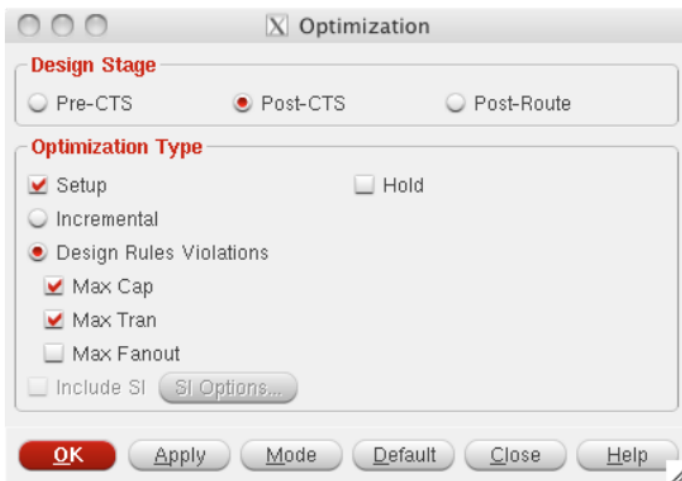 Optimization
Design Stage
Pre-CTS Post-CTS Post-Route
Optimization Type
Setup Hold
Incremental
Design Rules Violations
Max Cap
Max Tran
Max Fanout
Include SI SI Options...
OK Apply Mode Default Close Help